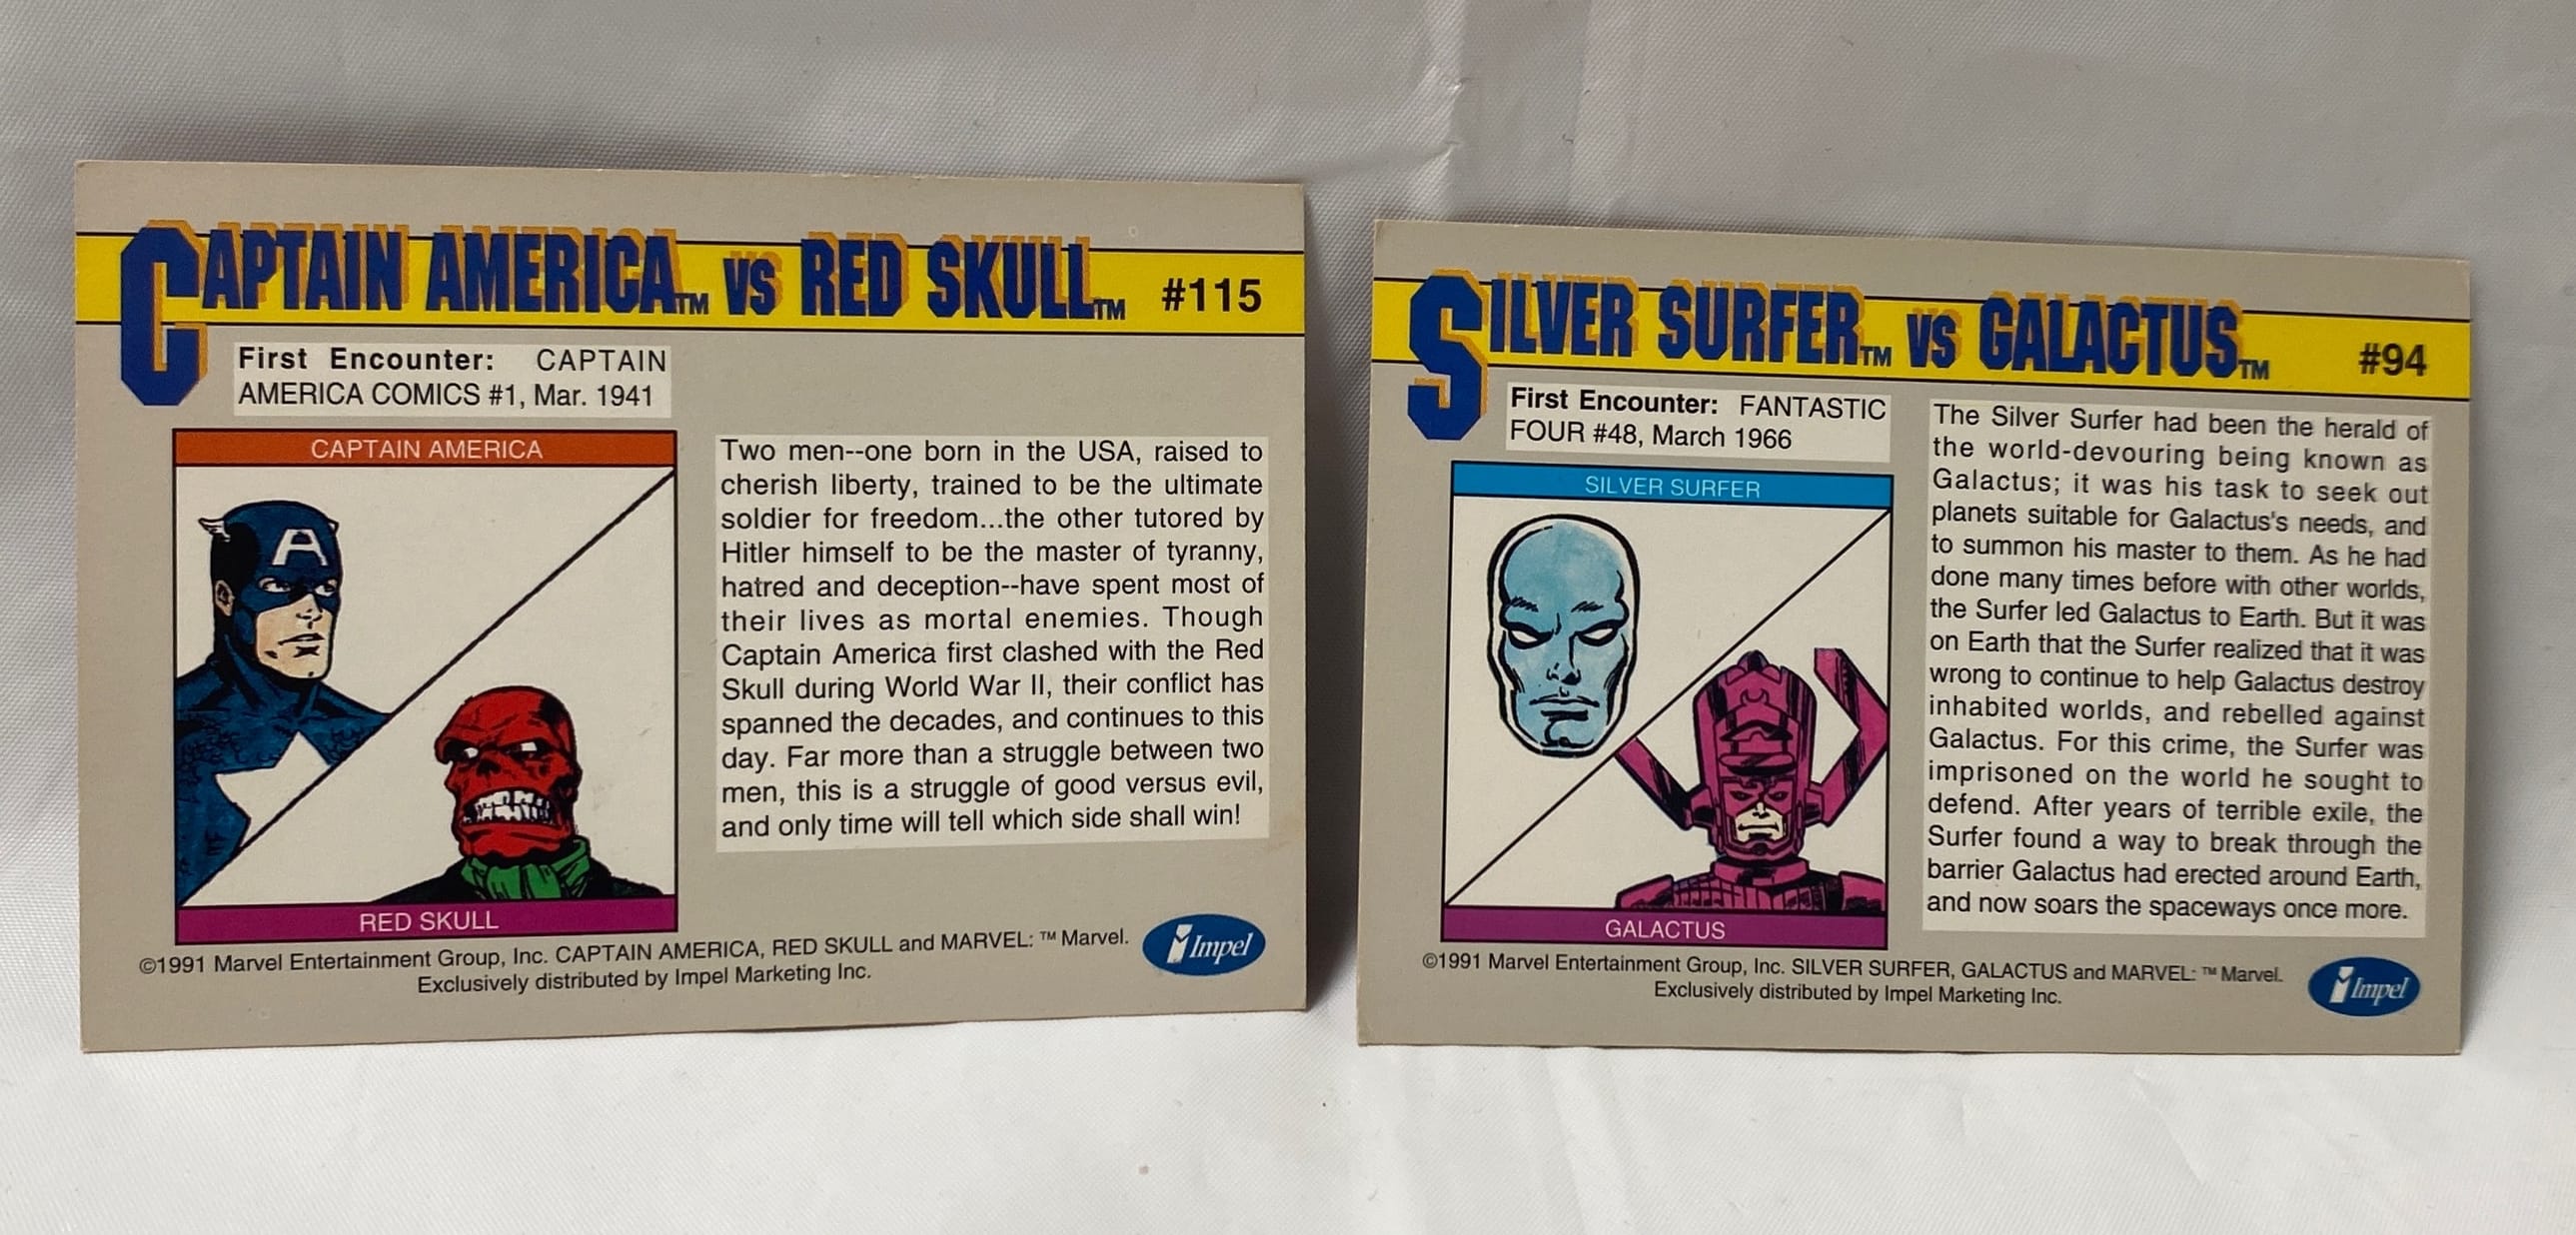 CAPTAIN AMERICA™ VS RED SKULL™ #115
First Encounter: CAPTAIN
AMERICA COMICS #1, Mar. 1941
CAPTAIN AMERICA
A
RED SKULL
Two men--one born in the USA, raised to
cherish liberty, trained to be the ultimate
soldier for freedom...the other tutored by
Hitler himself to be the master of tyranny,
hatred and deception--have spent most of
their lives as mortal enemies. Though
Captain America first clashed with the Red
Skull during World War II, their conflict has
spanned the decades, and continues to this
day. Far more than a struggle between two
men, this is a struggle of good versus evil,
and only time will tell which side shall win!
©1991 Marvel Entertainment Group, Inc. CAPTAIN AMERICA, RED SKULL and MARVEL: ™ Marvel.
Exclusively distributed by Impel Marketing Inc.
Impel
SILVER SURFER™ VS GALACTUS™ #94
First Encounter: FANTASTIC
FOUR #48, March 1966
SILVER SURFER
GALACTUS
The Silver Surfer had been the herald of
the world-devouring being known as
Galactus; it was his task to seek out
planets suitable for Galactus's needs, and
to summon his master to them. As he had
done many times before with other worlds,
the Surfer led Galactus to Earth. But it was
on Earth that the Surfer realized that it was
wrong to continue to help Galactus destroy
inhabited worlds, and rebelled against
Galactus. For this crime, the Surfer was
imprisoned on the world he sought to
defend. After years of terrible exile, the
Surfer found a way to break through the
barrier Galactus had erected around Earth,
and now soars the spaceways once more.
©1991 Marvel Entertainment Group, Inc. SILVER SURFER, GALACTUS and MARVEL: ™ Marvel.
Exclusively distributed by Impel Marketing Inc.
Impel